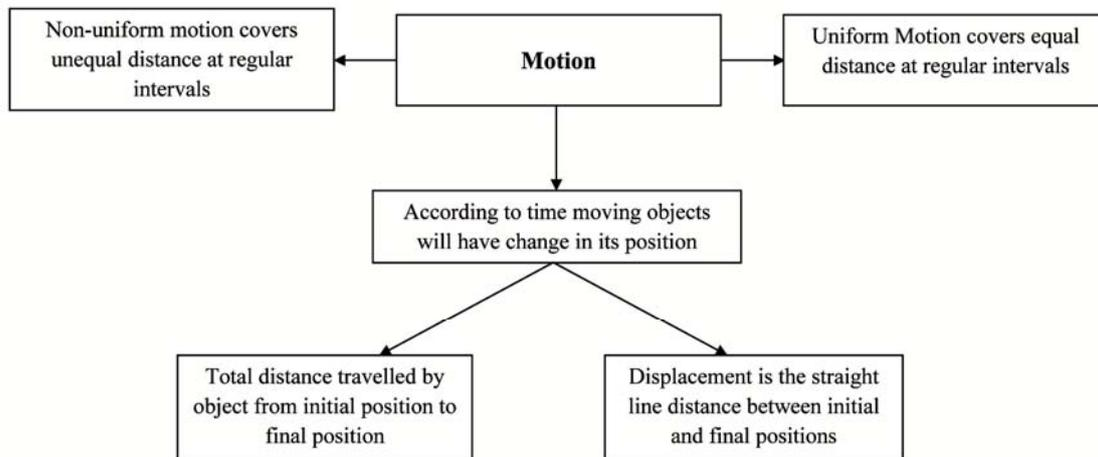 Non-uniform motion covers
unequal distance at regular
intervals
Motion
Uniform Motion covers equal
distance at regular intervals
According to time moving objects
will have change in its position
Total distance travelled by
object from initial position to
final position
Displacement is the straight
line distance between initial
and final positions